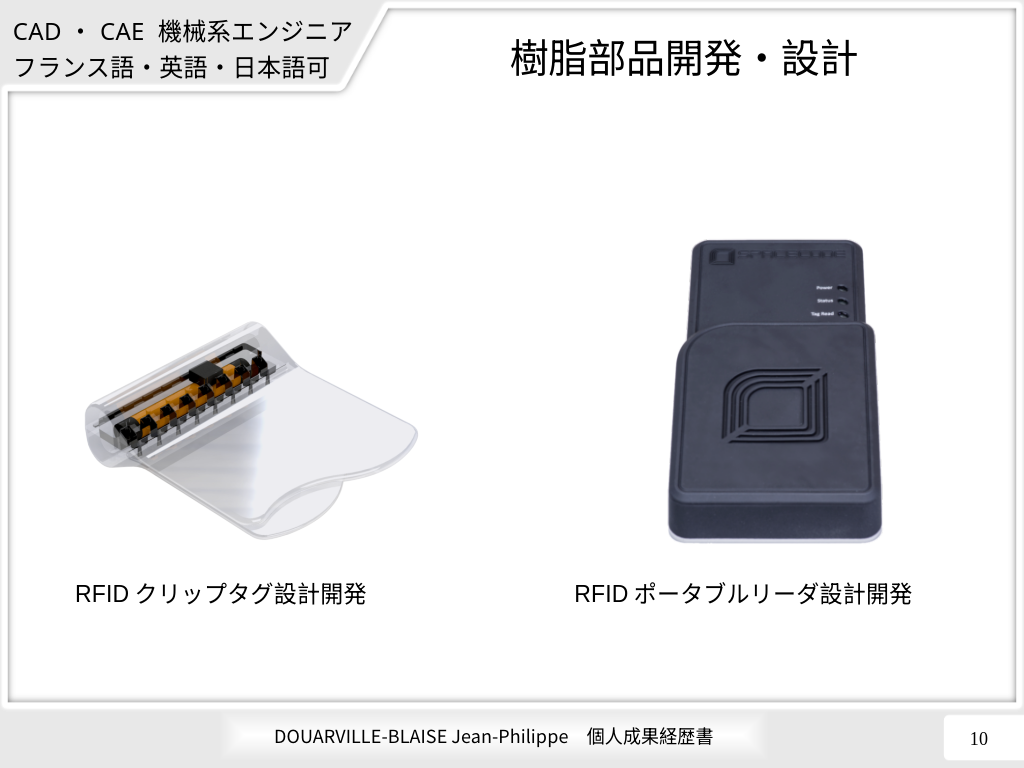 CAD ・ CAE 機械系エンジニア
フランス語・英語・日本語可
樹脂部品開発・設計
Power
Status
Tag Read
RFID クリップタグ設計開発
RFID ポータブルリーダ設計開発
DOUARVILLE-BLAISE Jean-Philippe　個人成果経歴書
10